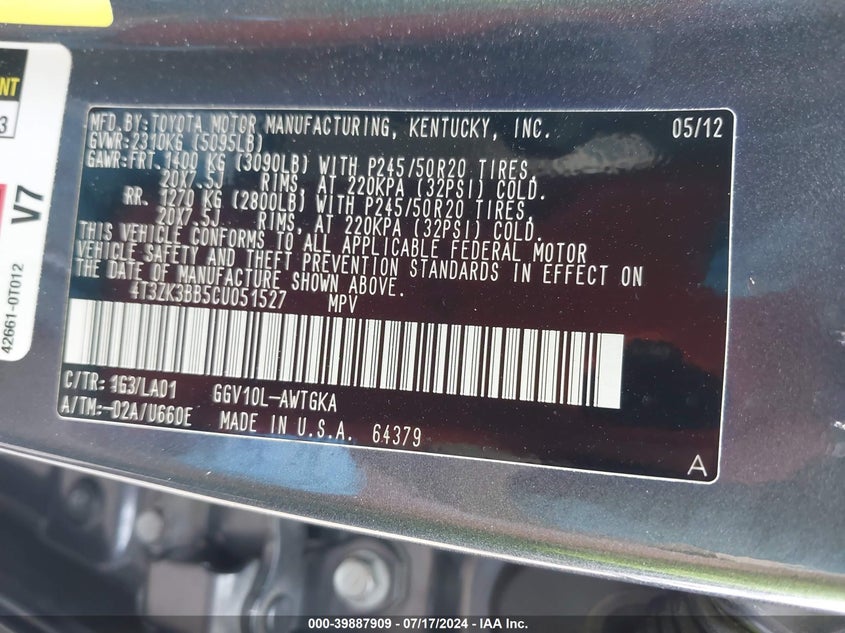 NT
3
V7
42661-0T012
MFD.BY:TOYOTA MOTOR MANUFACTURING, KENTUCKY, INC. 05/12
GVWR:2310KG (5095LB)
GAWR:FRT.1400 KG (3090LB) WITH P245/50R20 TIRES,
20X7.5J RIMS, AT 220KPA (32PSI) COLD.
RR. 1270 KG (2800LB) WITH P245/50R20 TIRES,
20X7.5J RIMS, AT 220KPA (32PSI) COLD.
THIS VEHICLE CONFORMS TO ALL APPLICABLE FEDERAL MOTOR
VEHICLE SAFETY AND THEFT PREVENTION STANDARDS IN EFFECT ON
THE DATE OF MANUFACTURE SHOWN ABOVE.
4T3ZK3BB5CU051527 MPV
C/TR: 1G3/LA01 GGV10L-AWTGKA
A/TM:-02A/U660E MADE IN U.S.A. 64379
A
000-39887909 - 07/17/2024 - IAA Inc.